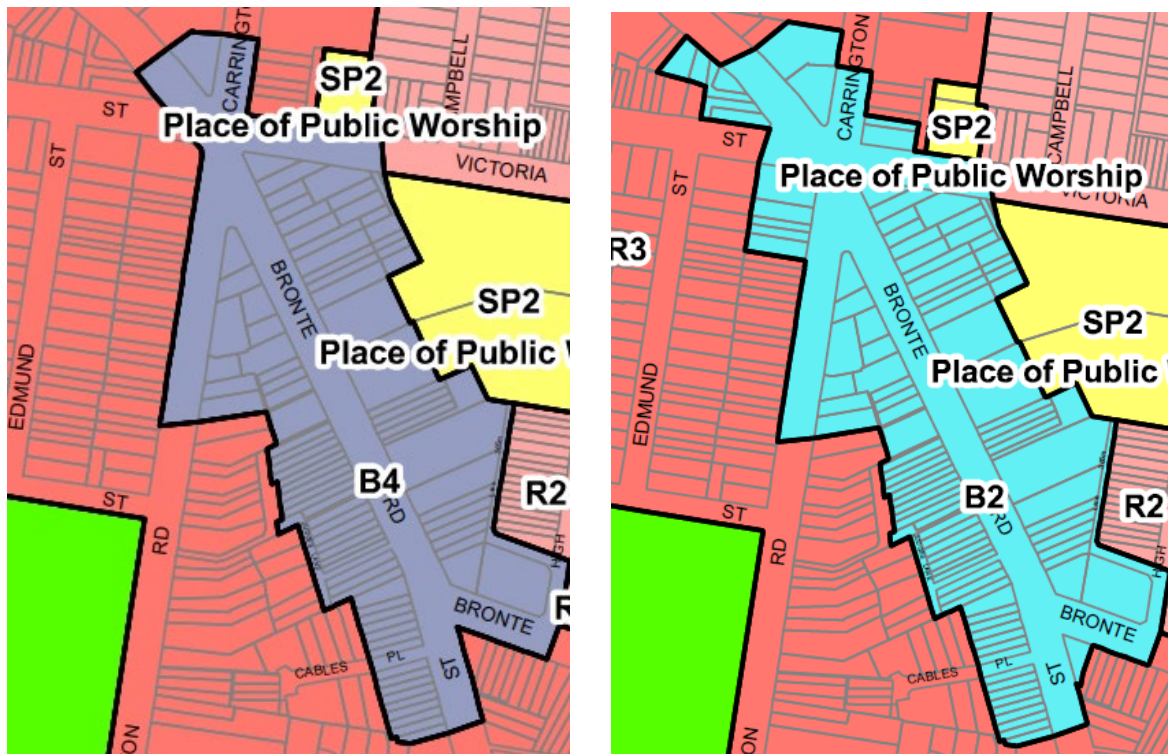 CARRINGTON
CAMPBELL
SP2
ST
Place of Public Worship
ST
VICTORIA
BRONTE
SP2
Place of Public W
EDMUND
B4
R2
ST
RD
RD
HIGH
R
BRONTE
PL
CABLES
ST
ON
CARRINGTON
CAMPBELL
SP2
ST
Place of Public Worship
ST
VICTORIA
R3
BRONTE
SP2
Place of Public W
EDMUND
B2
R2
ST
RD
RD
HIGH
BRONTE
PL
CABLES
ST
ON